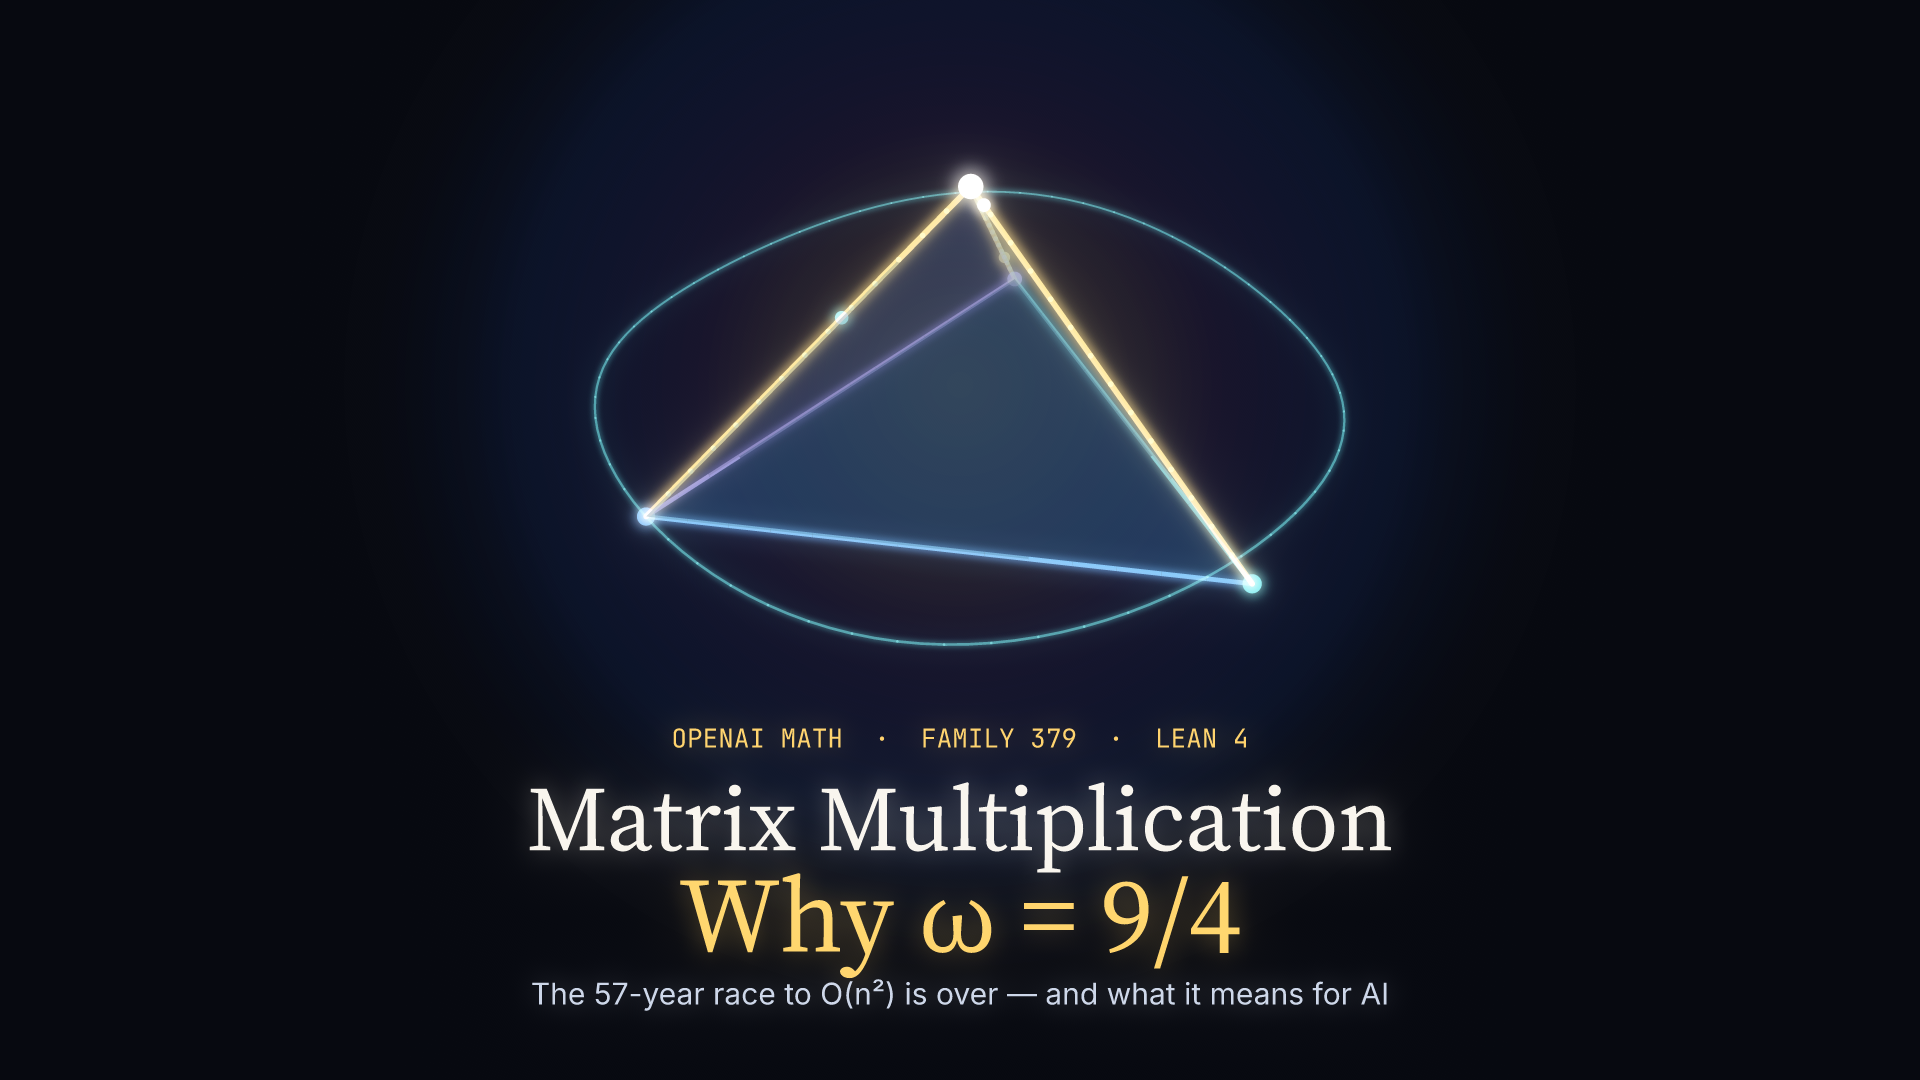 OPENAI MATH · FAMILY 379 · LEAN 4
Matrix Multiplication
Why ω = 9/4
The 57-year race to O(n²) is over — and what it means for AI